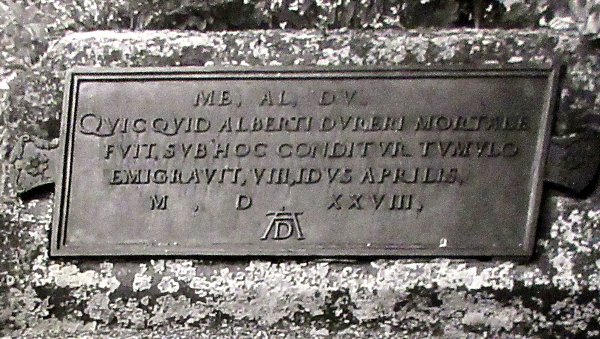 ME, AL, DV.
QVICQVID ALBERTI DVRERI MORTALE
FVIT, SVB HOC CONDITVR TVMVLO
EMIGRAVIT, VIII, IDVS APRILIS,
M , D , XXVIII,
AD